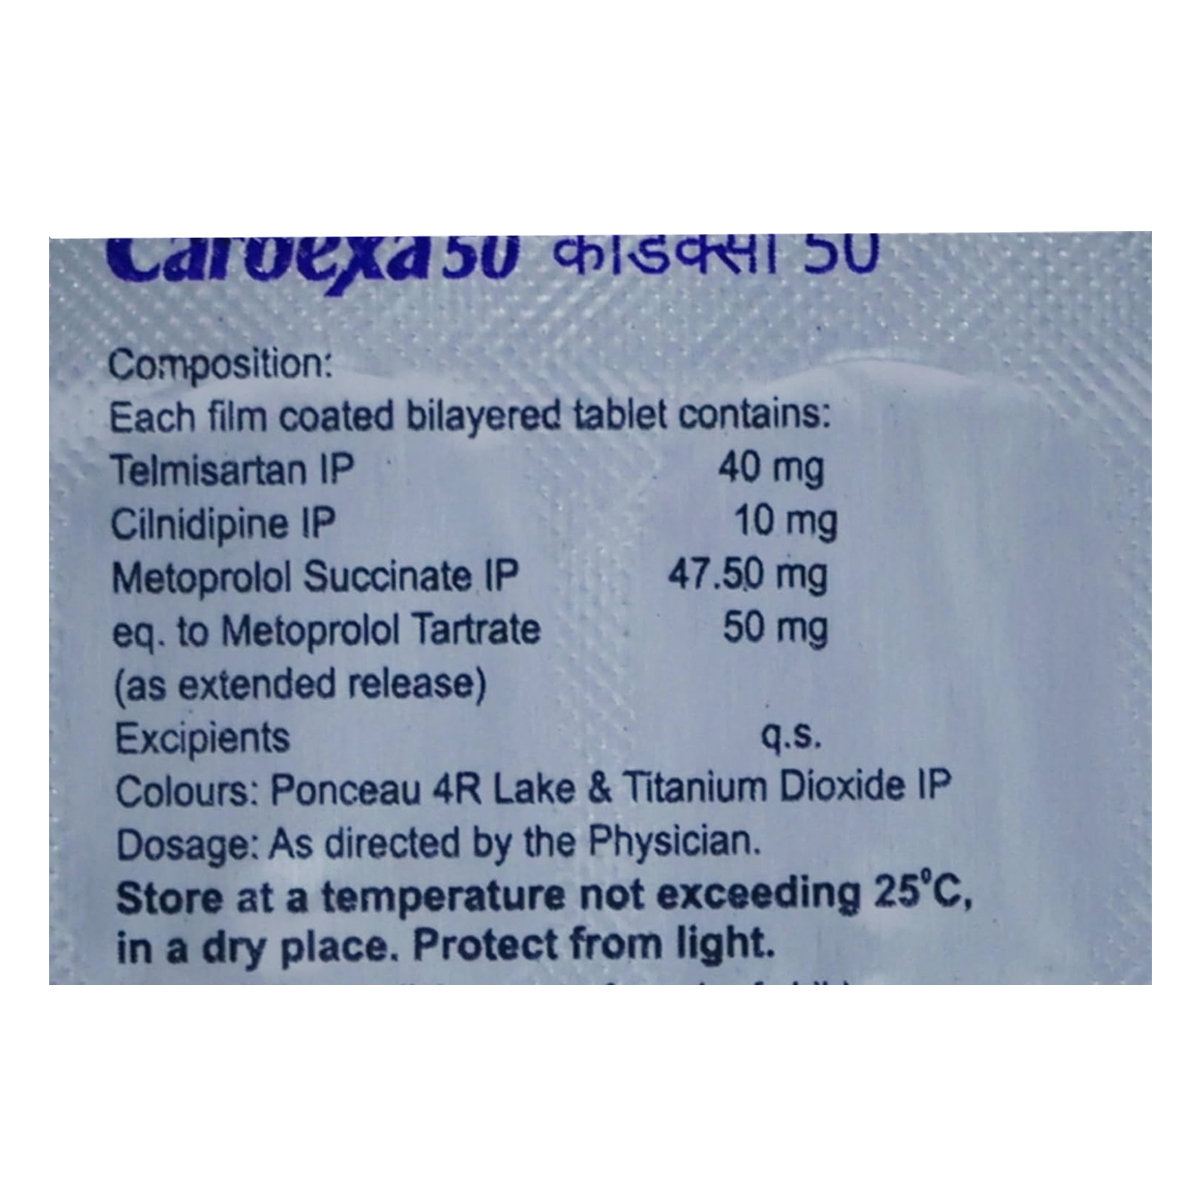 50 50
Composition:
Each film coated bilayered tablet contains:
Telmisartan IP 40 mg
Cilnidipine IP 10 mg
Metoprolol Succinate IP 47.50 mg
eq. to Metoprolol Tartrate 50 mg
(as extended release)
Excipients q.s.
Colours: Ponceau 4R Lake & Titanium Dioxide IP
Dosage: As directed by the Physician.
Store at a temperature not exceeding 25°C,
in a dry place. Protect from light.